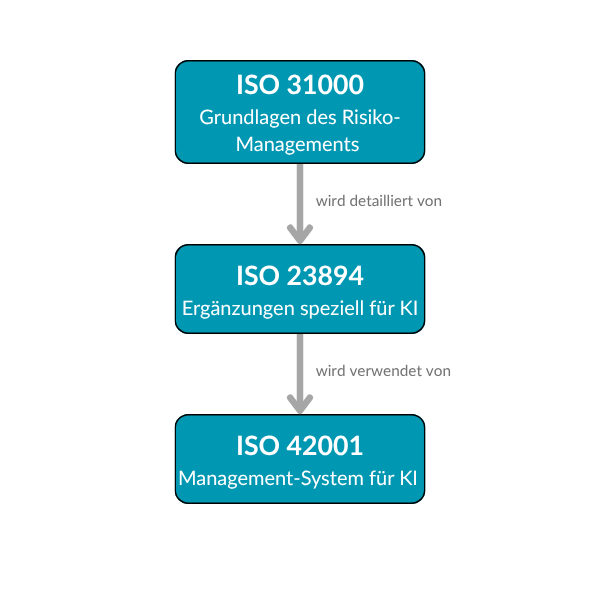 ISO 31000
Grundlagen des Risiko-
Managements
wird detailliert von
ISO 23894
Ergänzungen speziell für KI
wird verwendet von
ISO 42001
Management-System für KI